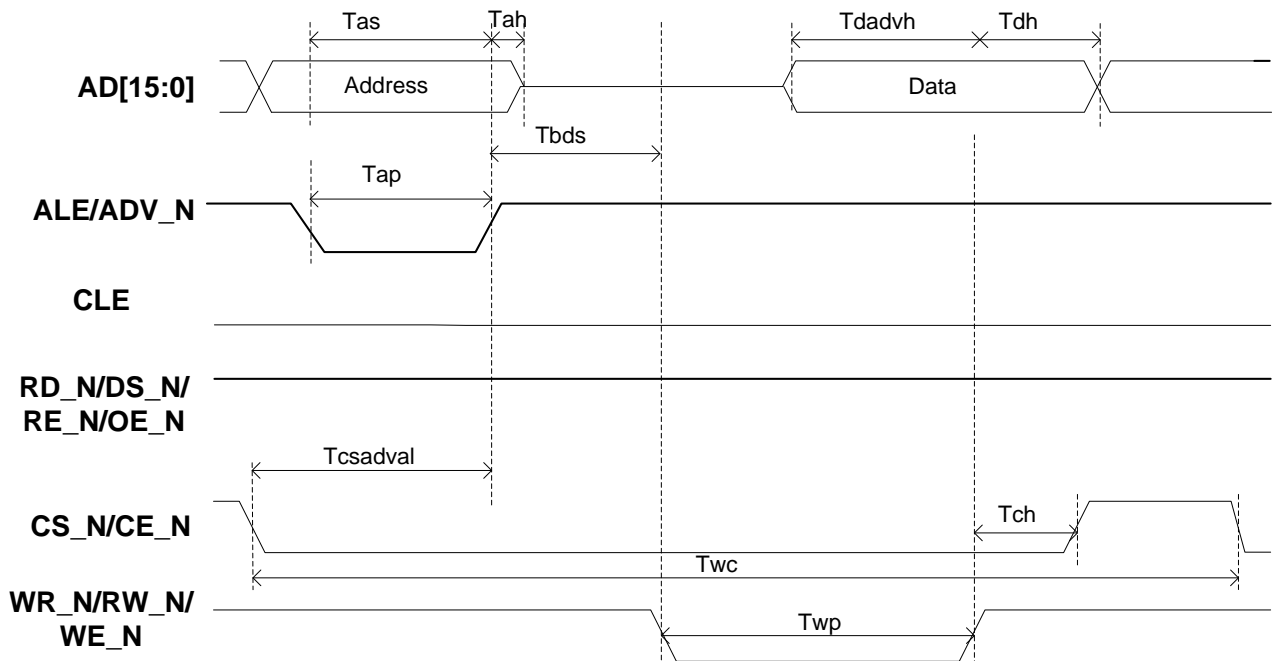 Tas
Tah
Tdadvh
Tdh
AD[15:0]
Address
Data
Tbds
Tap
ALE/ADV_N
CLE
RD_N/DS_N/
RE_N/OE_N
Tcsadval
CS_N/CE_N
Tch
Twc
WR_N/RW_N/
WE_N
Twp